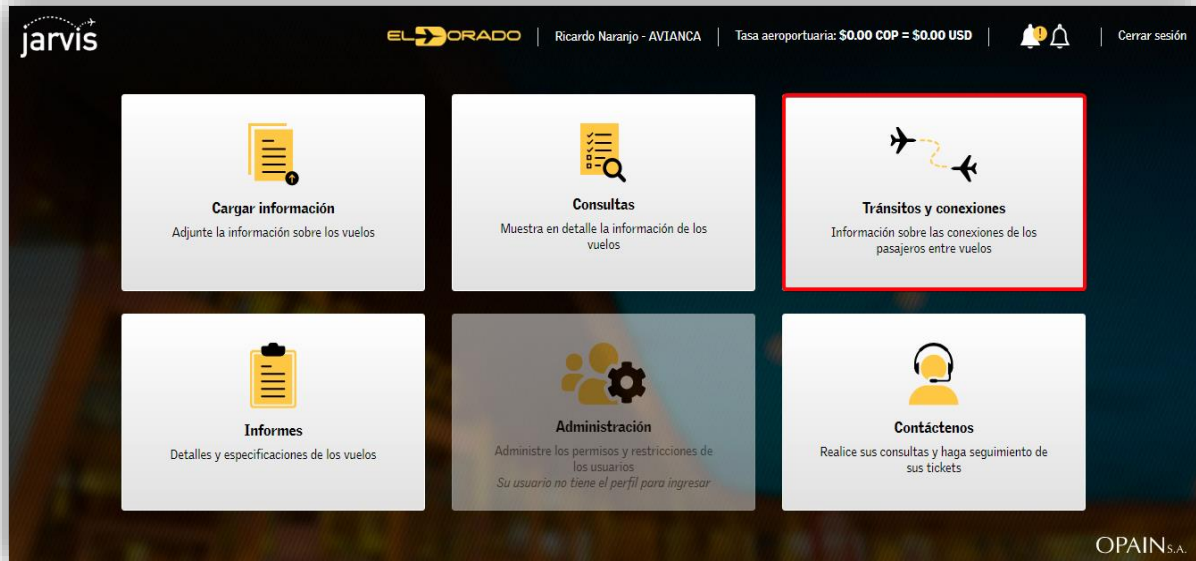 jarvis
EL DORADO
Ricardo Naranjo - AVIANCA
Tasa aeroportuaria: $0.00 COP = $0.00 USD
Cerrar sesión
Cargar información
Adjunte la información sobre los vuelos
Consultas
Muestra en detalle la información de los
vuelos
Tránsitos y conexiones
Información sobre las conexiones de los
pasajeros entre vuelos
Informes
Detalles y especificaciones de los vuelos
Administración
Administre los permisos y restricciones de
los usuarios
Su usuario no tiene el perfil para ingresar
Contáctenos
Realice sus consultas y haga seguimiento de
sus tickets
OPAIN S.A.